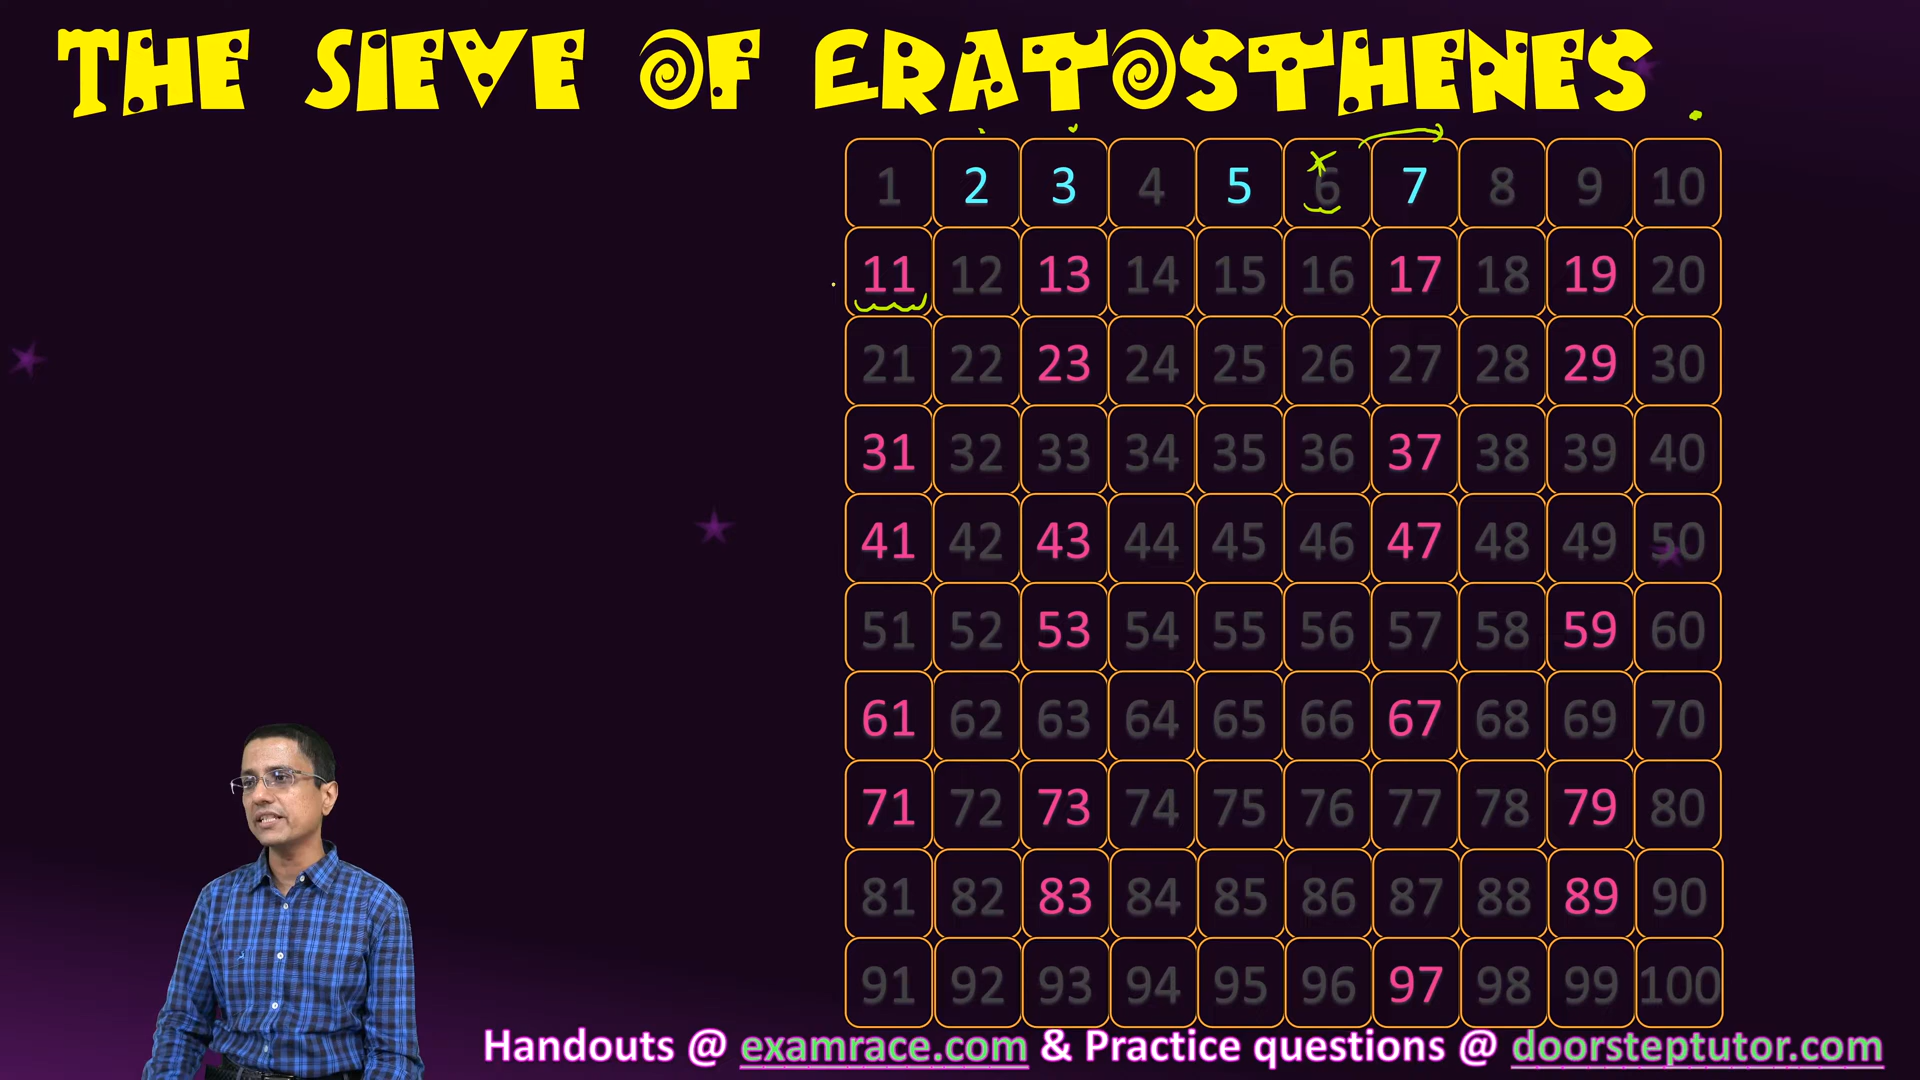 THE SIEVE OF ERATOSTHENES
1 2 3 4 5 6 7 8 9 10
11 12 13 14 15 16 17 18 19 20
21 22 23 24 25 26 27 28 29 30
31 32 33 34 35 36 37 38 39 40
41 42 43 44 45 46 47 48 49 50
51 52 53 54 55 56 57 58 59 60
61 62 63 64 65 66 67 68 69 70
71 72 73 74 75 76 77 78 79 80
81 82 83 84 85 86 87 88 89 90
91 92 93 94 95 96 97 98 99 100
Handouts @ examrace.com & Practice questions @ doorsteptutor.com